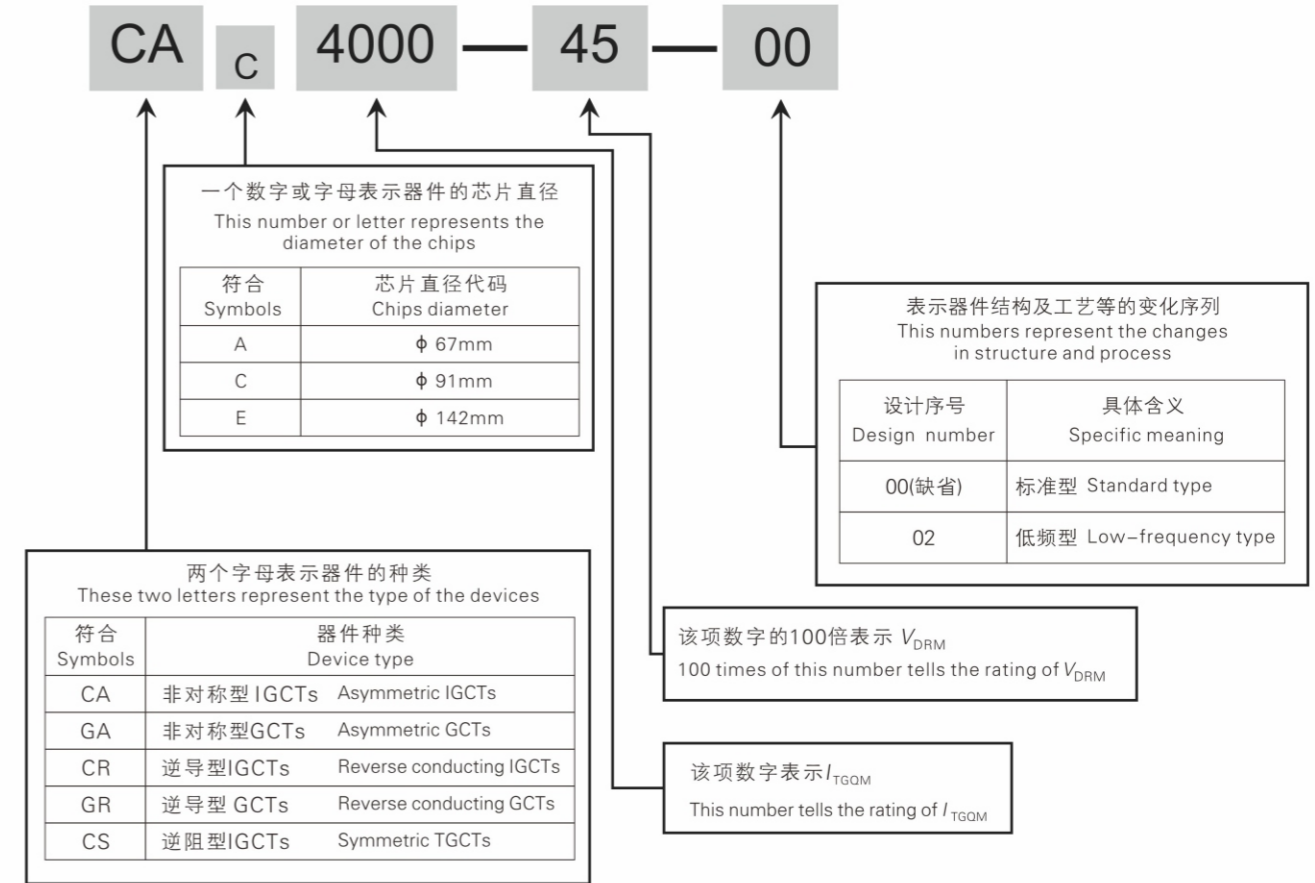 CA C 4000 — 45 — 00
一个数字或字母表示器件的芯片直径
This number or letter represents the
diameter of the chips
符合 芯片直径代码
Symbols Chips diameter
A ϕ 67mm
C ϕ 91mm
E ϕ 142mm
表示器件结构及工艺等的变化序列
This numbers represent the changes
in structure and process
设计序号 具体含义
Design number Specific meaning
00(缺省) 标准型 Standard type
02 低频型 Low–frequency type
两个字母表示器件的种类
These two letters represent the type of the devices
符合 器件种类
Symbols Device type
CA 非对称型IGCTs Asymmetric IGCTs
GA 非对称型GCTs Asymmetric GCTs
CR 逆导型IGCTs Reverse conducting IGCTs
GR 逆导型 GCTs Reverse conducting GCTs
CS 逆阻型IGCTs Symmetric TGCTs
该项数字的100倍表示 VDRM
100 times of this number tells the rating of VDRM
该项数字表示ITGQM
This number tells the rating of ITGQM